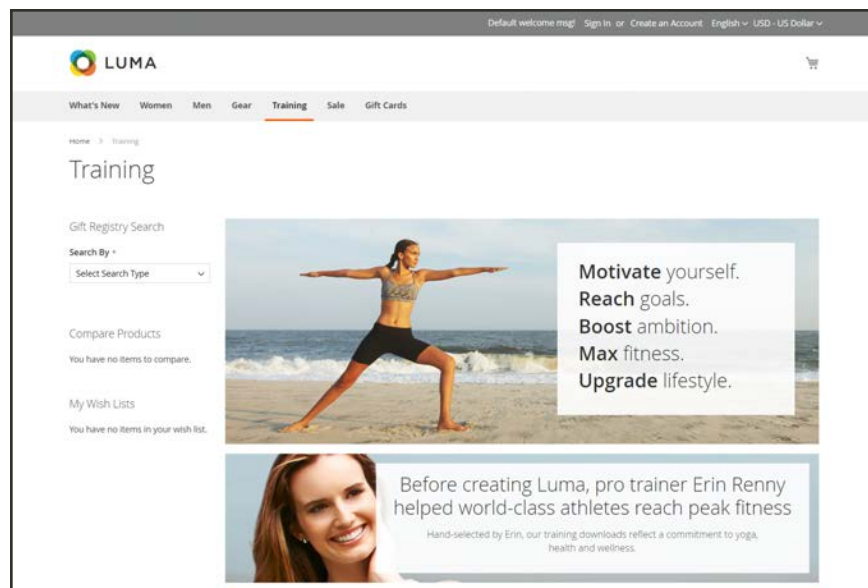 Default welcome msg! Sign In or Create an Account English USD - US Dollar
LUMA
What's New Women Men Gear Training Sale Gift Cards
Home > Training
Training
Gift Registry Search
Search By *
Select Search Type
Compare Products
You have no items to compare.
My Wish Lists
You have no items in your wish list.
Motivate yourself.
Reach goals.
Boost ambition.
Max fitness.
Upgrade lifestyle.
Before creating Luma, pro trainer Erin Renny
helped world-class athletes reach peak fitness
Hand-selected by Erin, our training downloads reflect a commitment to yoga,
health and wellness.